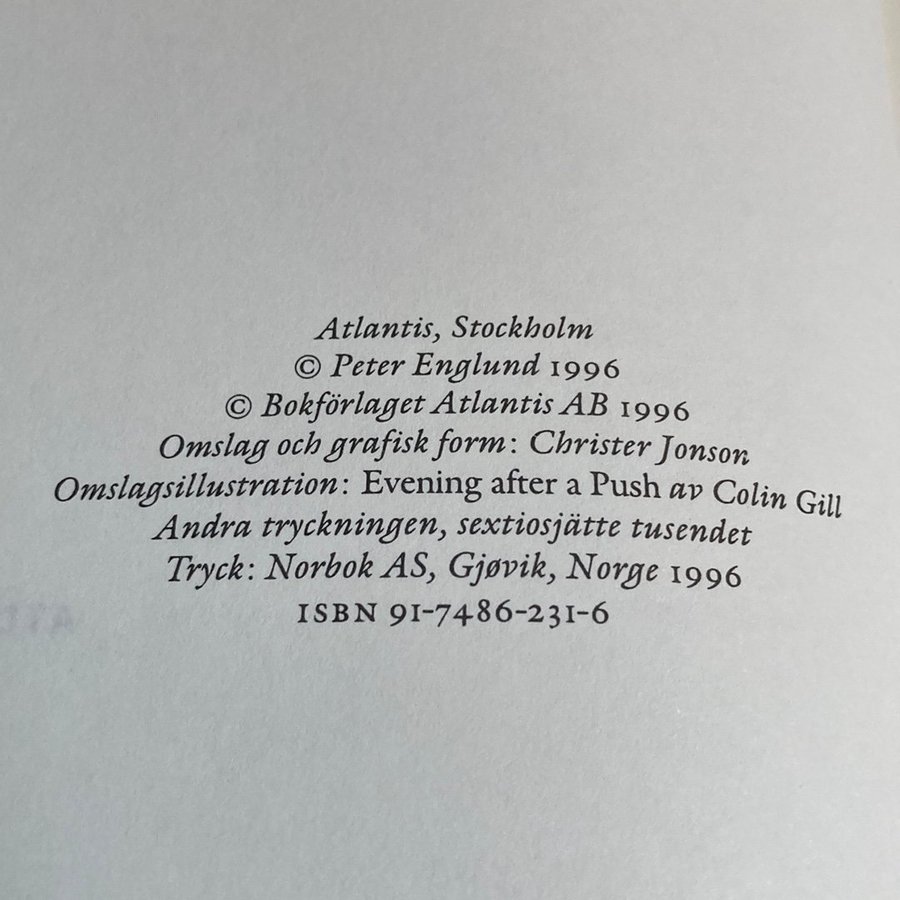 Atlantis, Stockholm
© Peter Englund 1996
© Bokförlaget Atlantis AB 1996
Omslag och grafisk form: Christer Jonson
Omslagsillustration: Evening after a Push av Colin Gill
Andra tryckningen, sextiosjätte tusendet
Tryck: Norbok AS, Gjøvik, Norge 1996
ISBN 91-7486-231-6